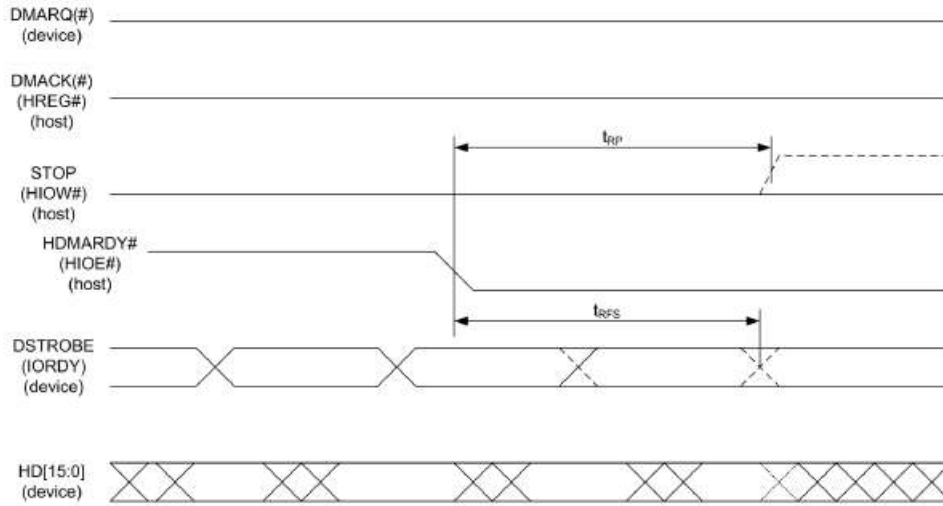 DMARQ(#)
(device)
DMACK(#)
(HREG#)
(host)
tRP
STOP
(HIOW#)
(host)
HDMARDY#
(HIOE#)
(host)
tRFS
DSTROBE
(IORDY)
(device)
HD[15:0]
(device)